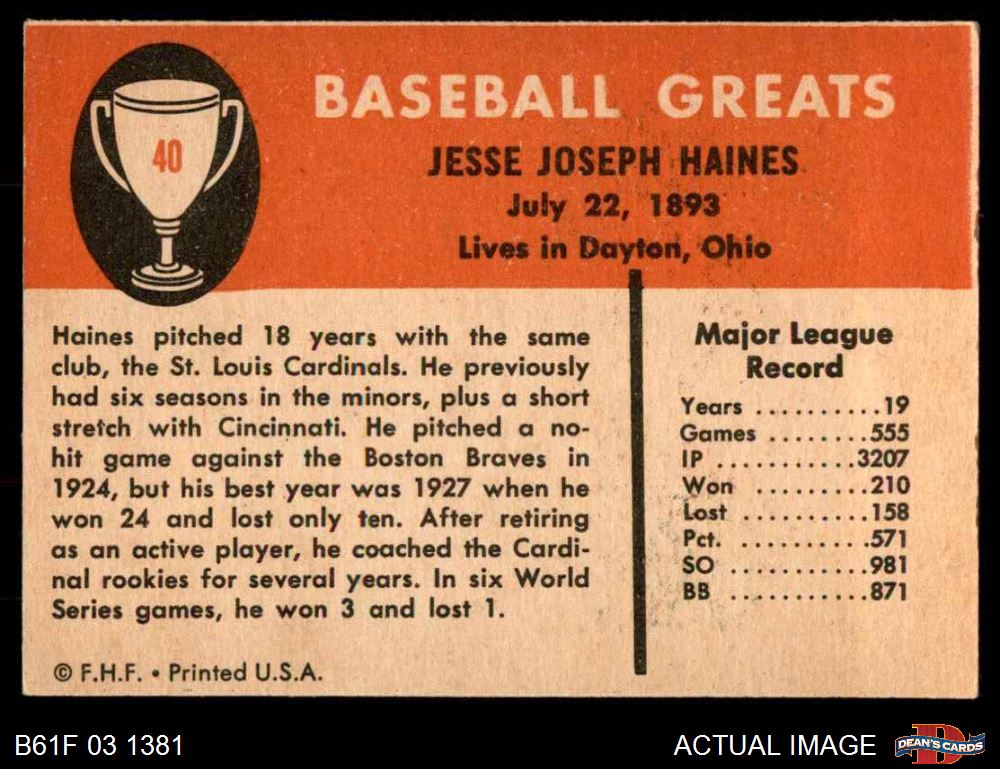 40
BASEBALL GREATS
JESSE JOSEPH HAINES
July 22, 1893
Lives in Dayton, Ohio
Haines pitched 18 years with the same
club, the St. Louis Cardinals. He previously
had six seasons in the minors, plus a short
stretch with Cincinnati. He pitched a no-
hit game against the Boston Braves in
1924, but his best year was 1927 when he
won 24 and lost only ten. After retiring
as an active player, he coached the Cardi-
nal rookies for several years. In six World
Series games, he won 3 and lost 1.
© F.H.F. • Printed U.S.A.
Major League
Record
Years ..........19
Games ........555
IP ...........3207
Won .........210
Lost ..........158
Pct. ..........571
SO ..........981
BB ..........871
B61F 03 1381
ACTUAL IMAGE
D
DEAN'S CARDS